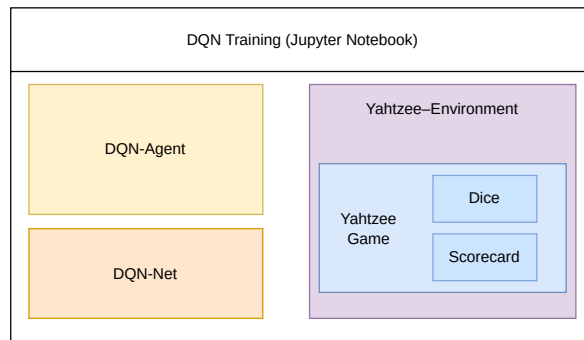 DQN Training (Jupyter Notebook)
DQN-Agent
DQN-Net
Yahtzee–Environment
Yahtzee
Game
Dice
Scorecard